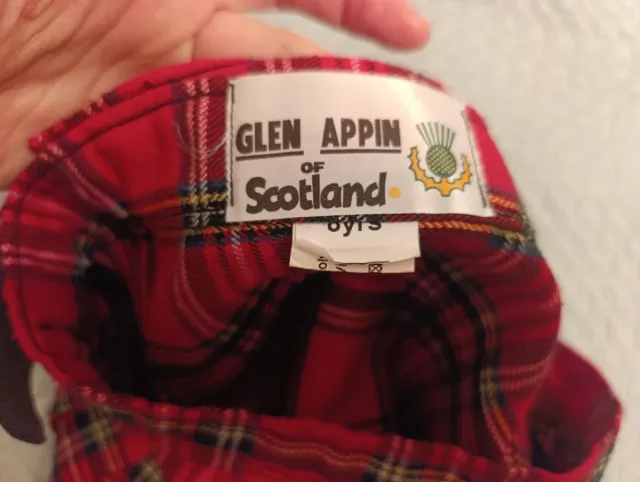 GLEN APPIN
OF
Scotland